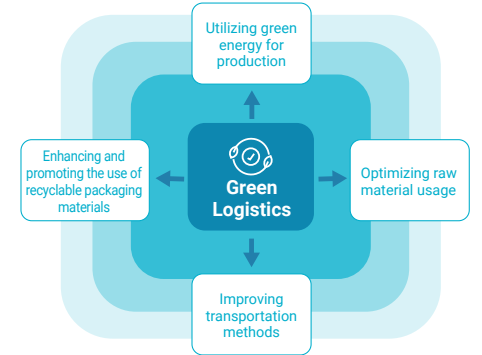 Utilizing green
energy for
production
Enhancing and
promoting the use of
recyclable packaging
materials
Green
Logistics
Optimizing raw
material usage
Improving
transportation
methods